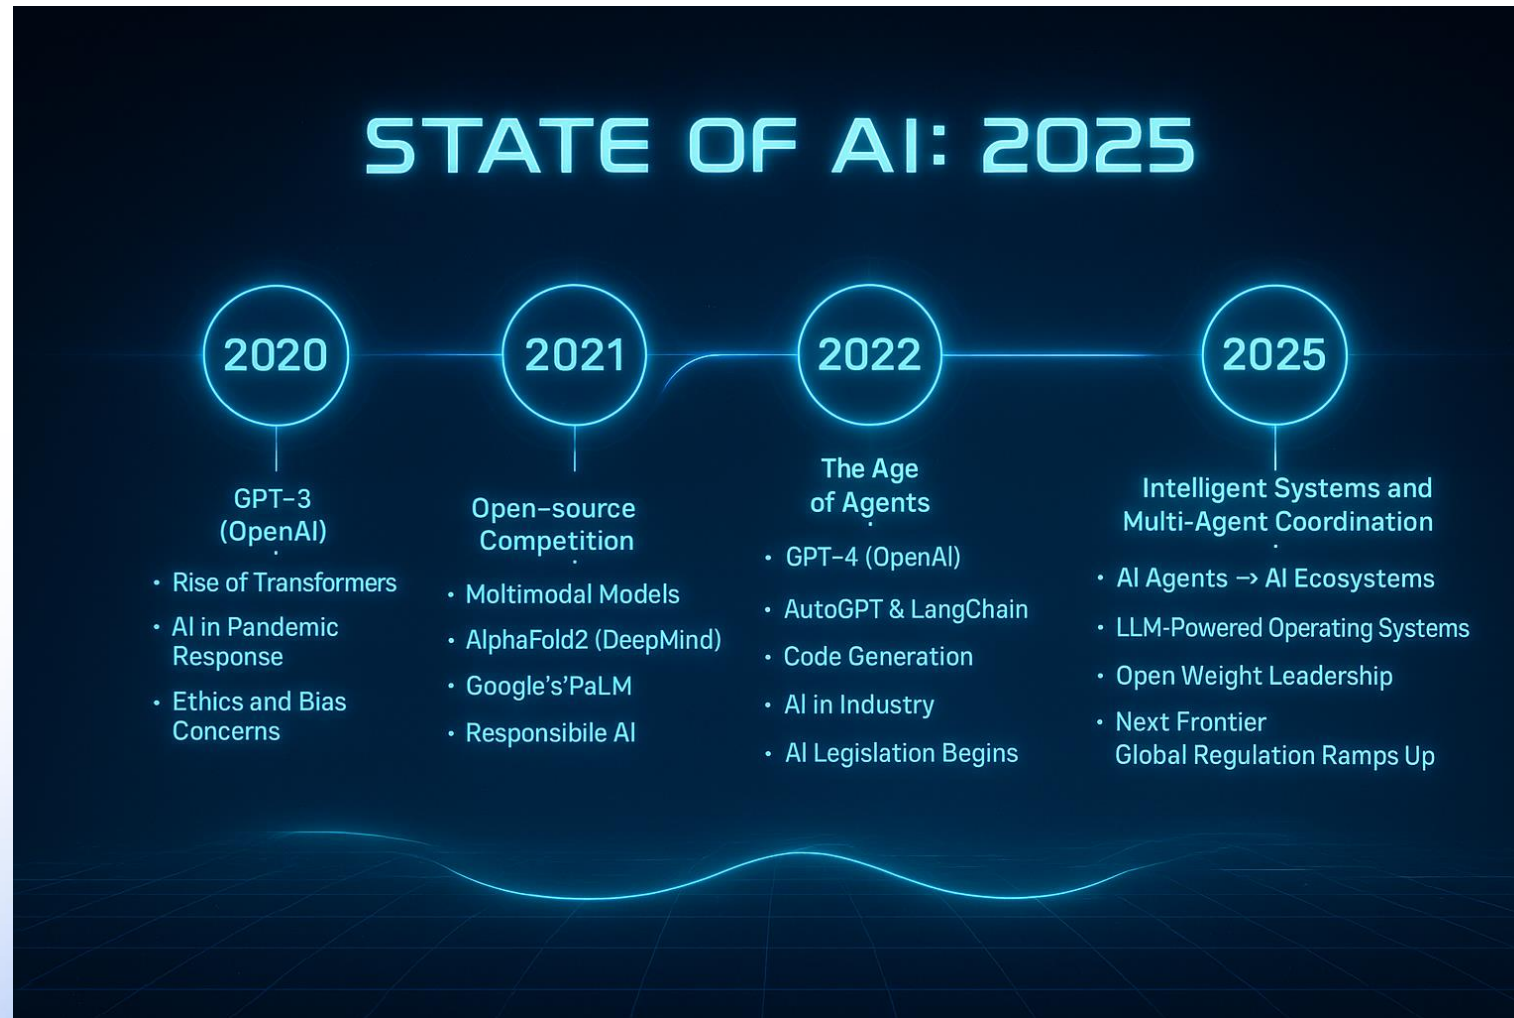 STATE OF AI: 2025
2020
GPT-3
(OpenAI)
• Rise of Transformers
• AI in Pandemic
Response
• Ethics and Bias
Concerns
2021
Open-source
Competition
• Moltimodal Models
• AlphaFold2 (DeepMind)
• Google's'PaLM
• Responsibile AI
2022
The Age
of Agents
• GPT-4 (OpenAI)
• AutoGPT & LangChain
• Code Generation
• AI in Industry
• AI Legislation Begins
2025
Intelligent Systems and
Multi-Agent Coordination
• AI Agents → AI Ecosystems
• LLM-Powered Operating Systems
• Open Weight Leadership
• Next Frontier
Global Regulation Ramps Up